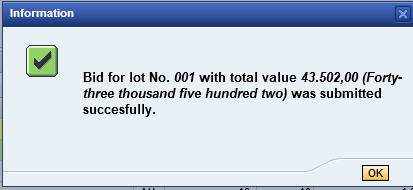 Information
Bid for lot No. 001 with total value 43.502,00 (Forty-
three thousand five hundred two) was submitted
succesfully.
OK